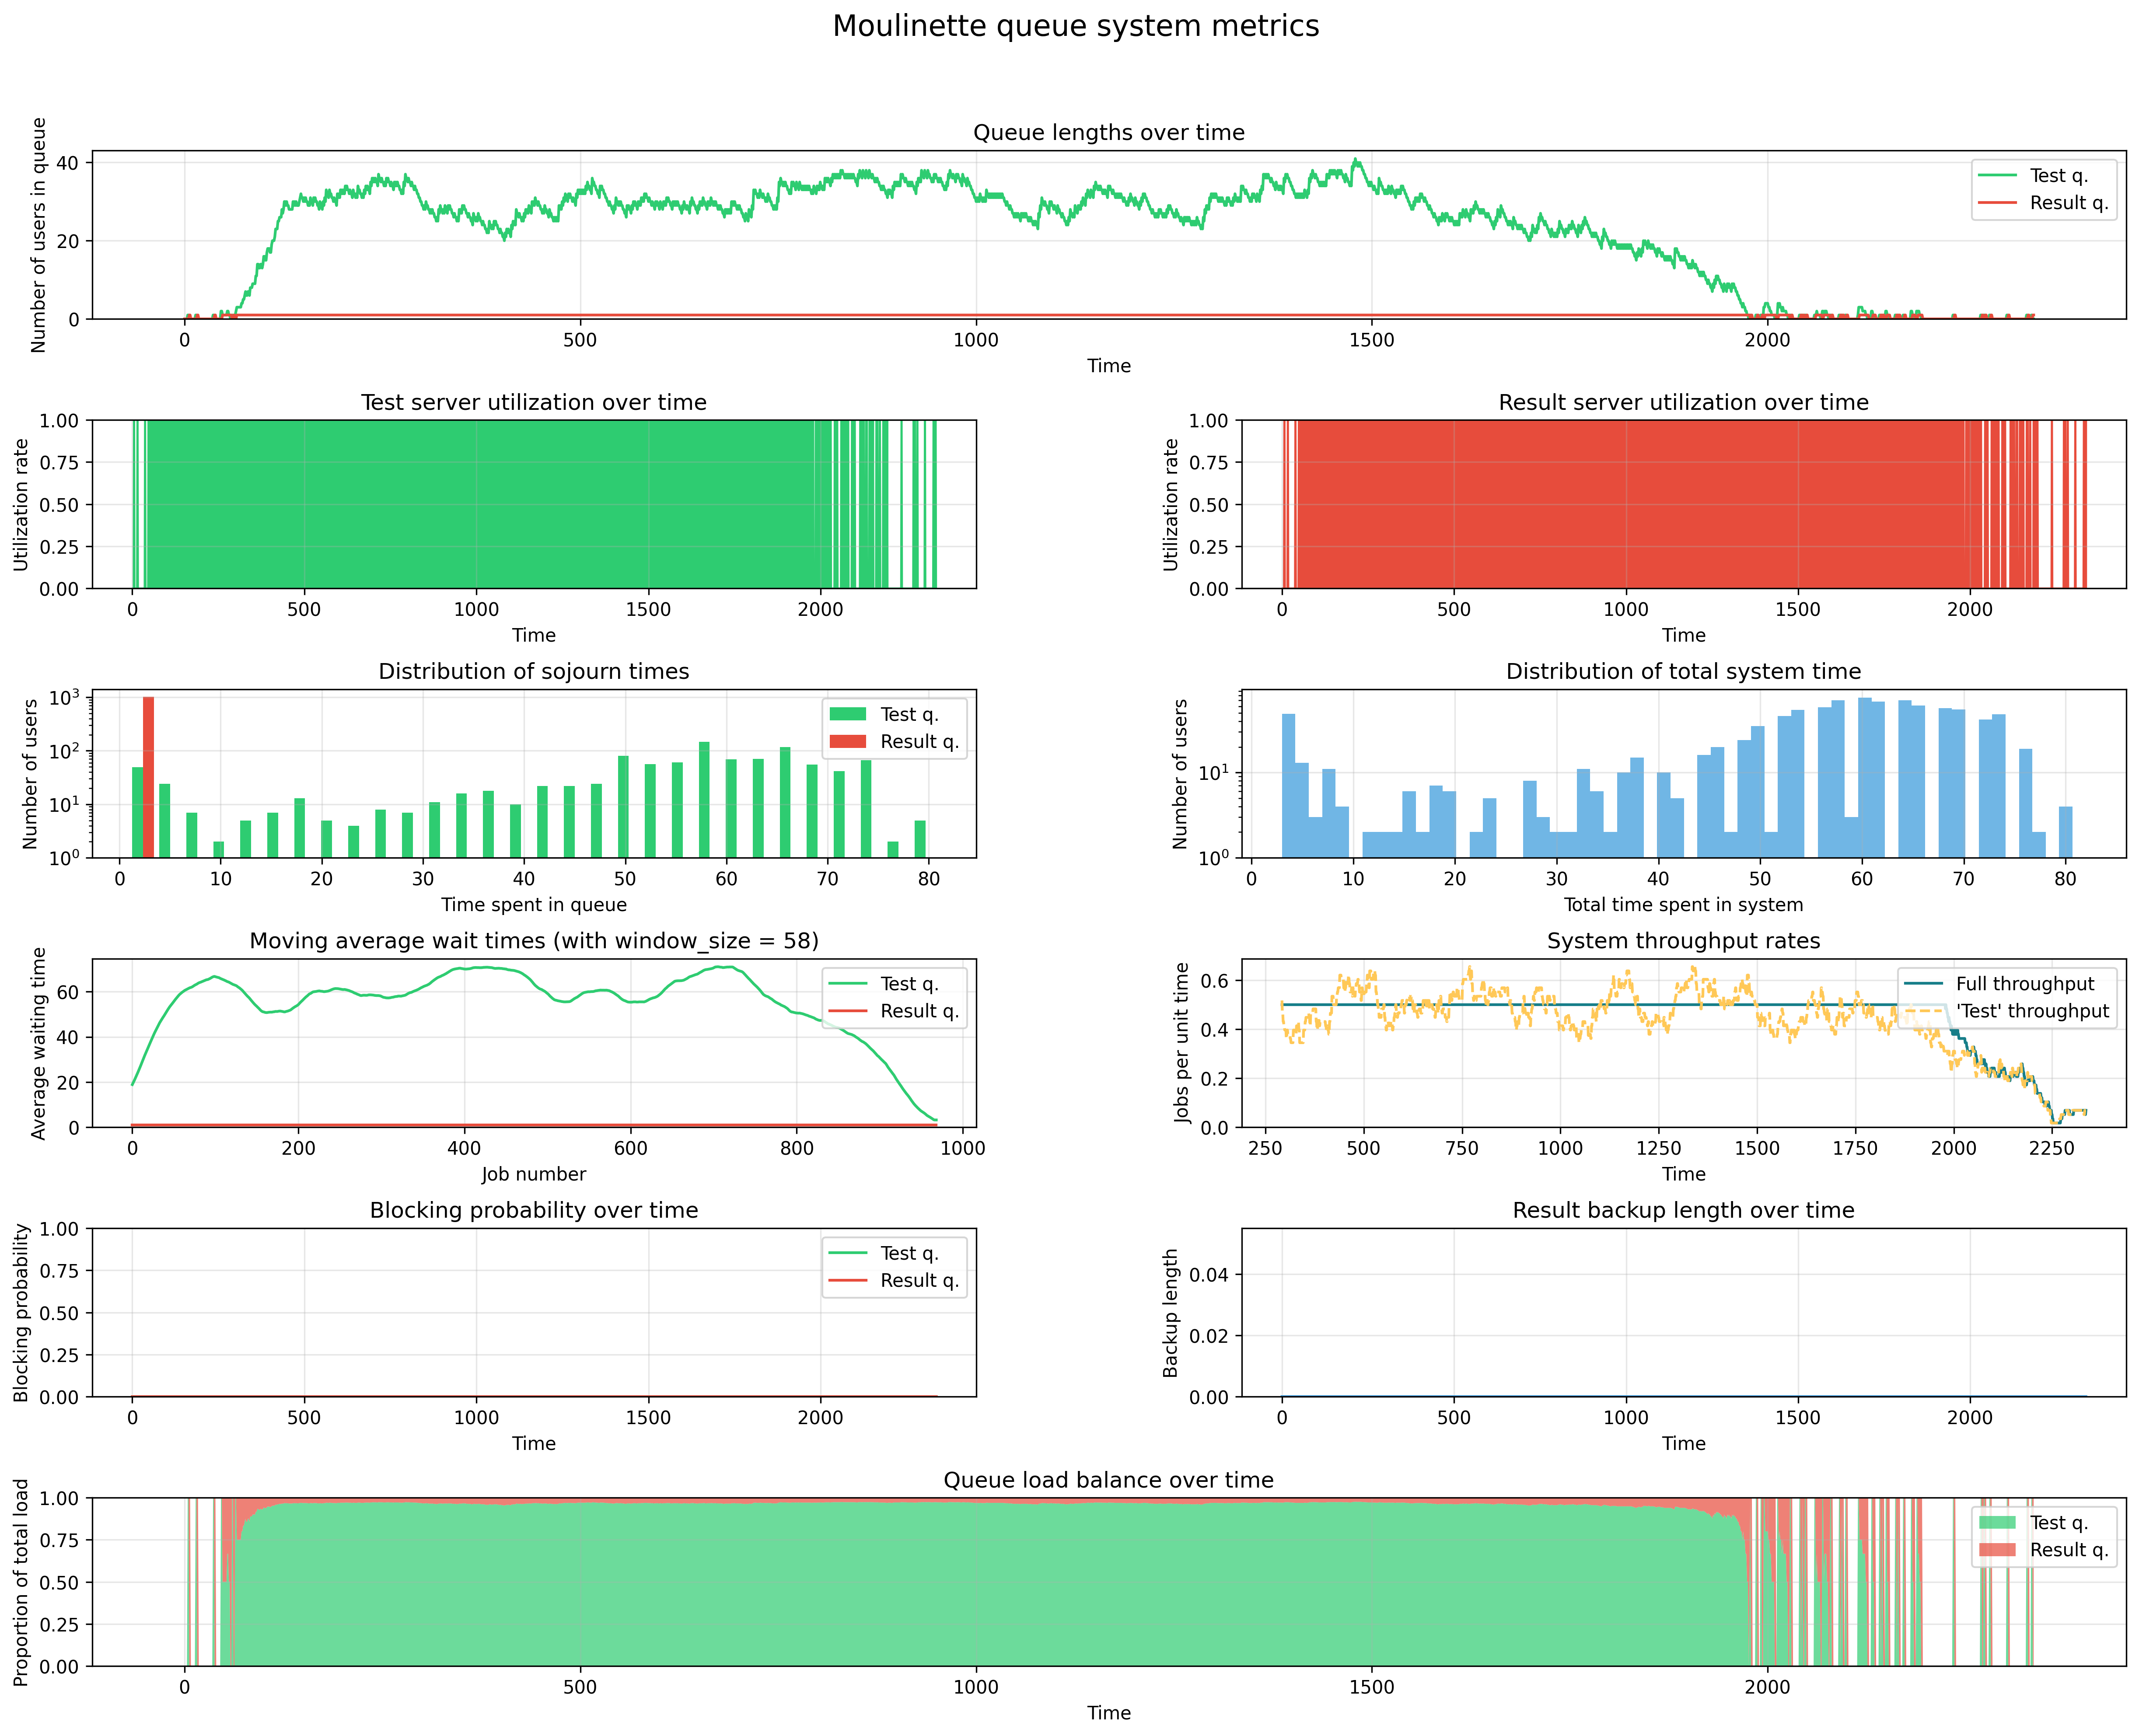 Moulinette queue system metrics
Queue lengths over time
Number of users in queue
40
20
0
Test q.
Result q.
0 500 1000 1500 2000
Time
Test server utilization over time
Utilization rate
1.00
0.75
0.50
0.25
0.00
0 500 1000 1500 2000
Time
Result server utilization over time
Utilization rate
1.00
0.75
0.50
0.25
0.00
0 500 1000 1500 2000
Time
Distribution of sojourn times
Number of users
10³
10²
10¹
10⁰
Test q.
Result q.
0 10 20 30 40 50 60 70 80
Time spent in queue
Distribution of total system time
Number of users
10¹
10⁰
0 10 20 30 40 50 60 70 80
Total time spent in system
Moving average wait times (with window_size = 58)
Average waiting time
60
40
20
0
Test q.
Result q.
0 200 400 600 800 1000
Job number
System throughput rates
Jobs per unit time
0.6
0.4
0.2
0.0
Full throughput
'Test' throughput
250 500 750 1000 1250 1500 1750 2000 2250
Time
Blocking probability over time
Blocking probability
1.00
0.75
0.50
0.25
0.00
Test q.
Result q.
0 500 1000 1500 2000
Time
Result backup length over time
Backup length
0.04
0.02
0.00
0 500 1000 1500 2000
Time
Queue load balance over time
Proportion of total load
1.00
0.75
0.50
0.25
0.00
Test q.
Result q.
0 500 1000 1500 2000
Time